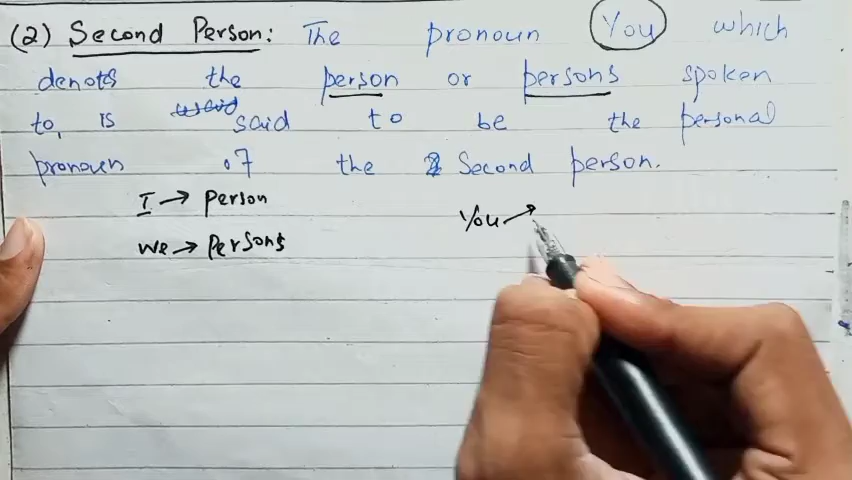 (2) Second Person: The pronoun You which
denots the person or persons spoken
to, is said to be the personal
pronoun of the Second person.
I → Person You →
we → Persons